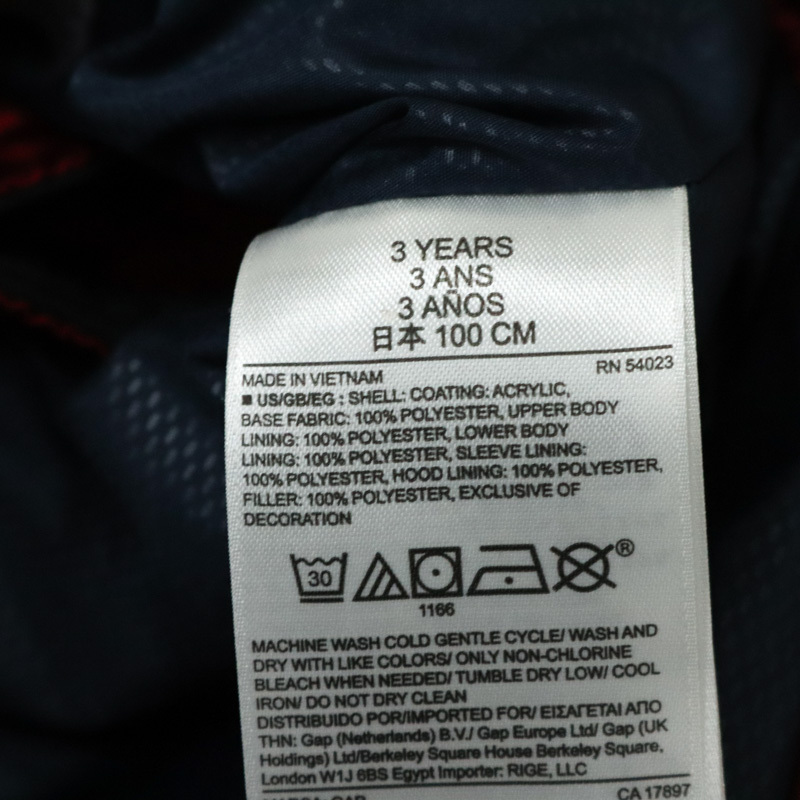 3 YEARS
3 ANS
3 AÑOS
日本 100 CM
MADE IN VIETNAM RN 54023
■ US/GB/EG : SHELL: COATING: ACRYLIC,
BASE FABRIC: 100% POLYESTER, UPPER BODY
LINING: 100% POLYESTER, LOWER BODY
LINING: 100% POLYESTER, SLEEVE LINING:
100% POLYESTER, HOOD LINING: 100% POLYESTER,
FILLER: 100% POLYESTER, EXCLUSIVE OF
DECORATION
30 ®
1166
MACHINE WASH COLD GENTLE CYCLE/ WASH AND
DRY WITH LIKE COLORS/ ONLY NON-CHLORINE
BLEACH WHEN NEEDED/ TUMBLE DRY LOW/ COOL
IRON/ DO NOT DRY CLEAN
DISTRIBUIDO POR/IMPORTED FOR/ ΕΙΣΑΓΕΤΑΙ ΑΠΟ
ΤΗΝ: Gap (Netherlands) B.V./ Gap Europe Ltd/ Gap (UK
Holdings) Ltd/Berkeley Square House Berkeley Square,
London W1J 6BS Egypt Importer: RIGE, LLC
CA 17897